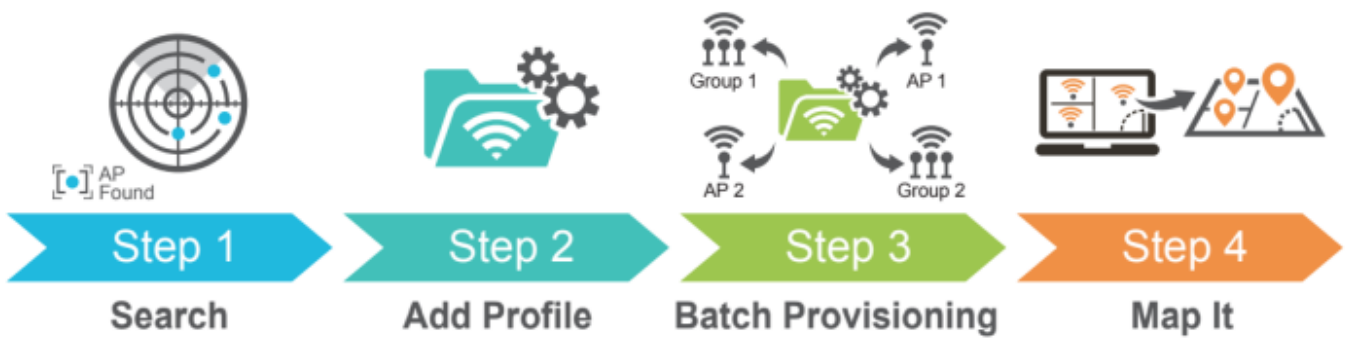 AP
Found
Group 1
AP 1
AP 2
Group 2
Step 1
Step 2
Step 3
Step 4
Search
Add Profile
Batch Provisioning
Map It